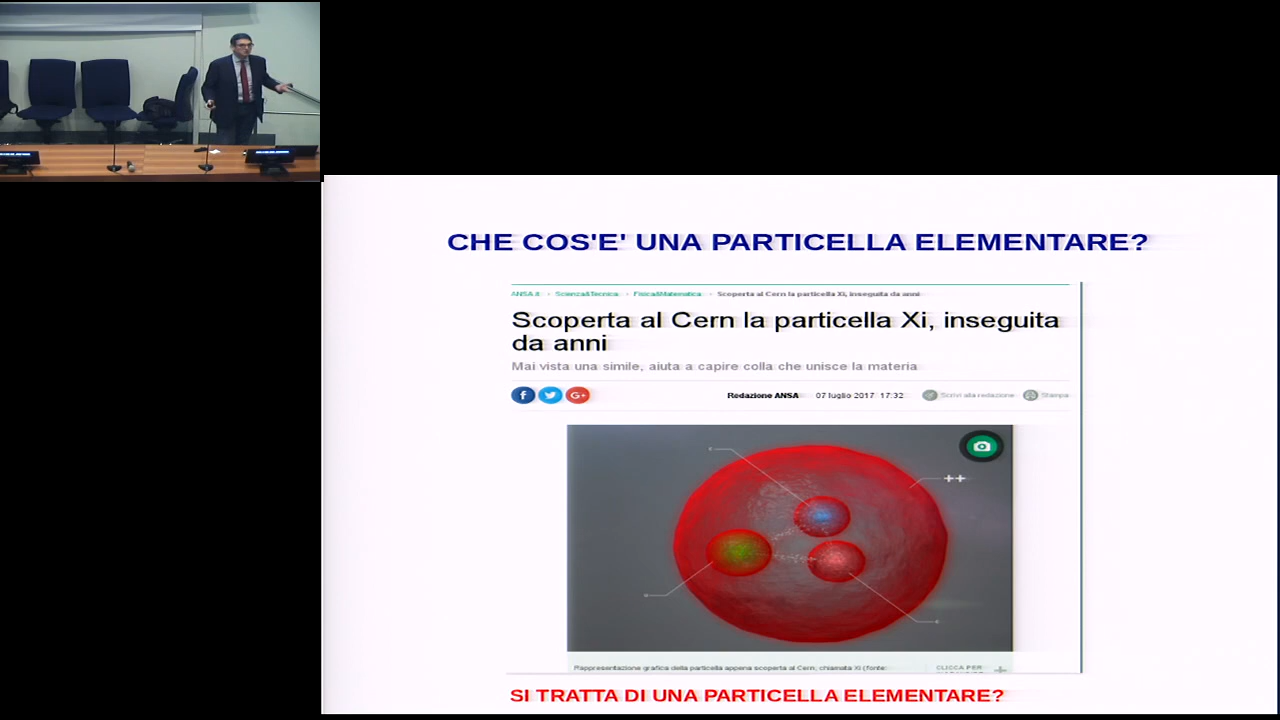 CHE COS'E' UNA PARTICELLA ELEMENTARE?
ANSA.it › Scienza&Tecnica › Fisica&Matematica › Scoperta al Cern la particella Xi, inseguita da anni
Scoperta al Cern la particella Xi, inseguita
da anni
Mai vista una simile, aiuta a capire colla che unisce la materia
Redazione ANSA 07 luglio 2017 17:32 Scrivi alla redazione Stampa
++
Rappresentazione grafica della particella appena scoperta al Cern, chiamata Xi (fonte:
CLICCA PER
SI TRATTA DI UNA PARTICELLA ELEMENTARE?